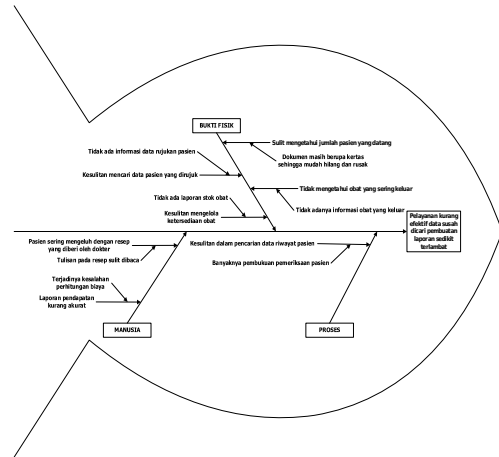 BUKTI FISIK
Sulit mengetahui jumlah pasien yang datang
Tidak ada informasi data rujukan pasien
Dokumen masih berupa kertas
sehingga mudah hilang dan rusak
Kesulitan mencari data pasien yang dirujuk
Tidak mengetahui obat yang sering keluar
Tidak ada laporan stok obat
Tidak adanya informasi obat yang keluar
Kesulitan mengelola
ketersediaan obat
Pelayanan kurang
efektif data susah
dicari pembuatan
laporan sedikit
terlambat
Pasien sering mengeluh dengan resep
yang diberi oleh dokter
Tulisan pada resep sulit dibaca
Kesulitan dalam pencarian data riwayat pasien
Banyaknya pembukuan pemeriksaan pasien
Terjadinya kesalahan
perhitungan biaya
Laporan pendapatan
kurang akurat
MANUSIA
PROSES